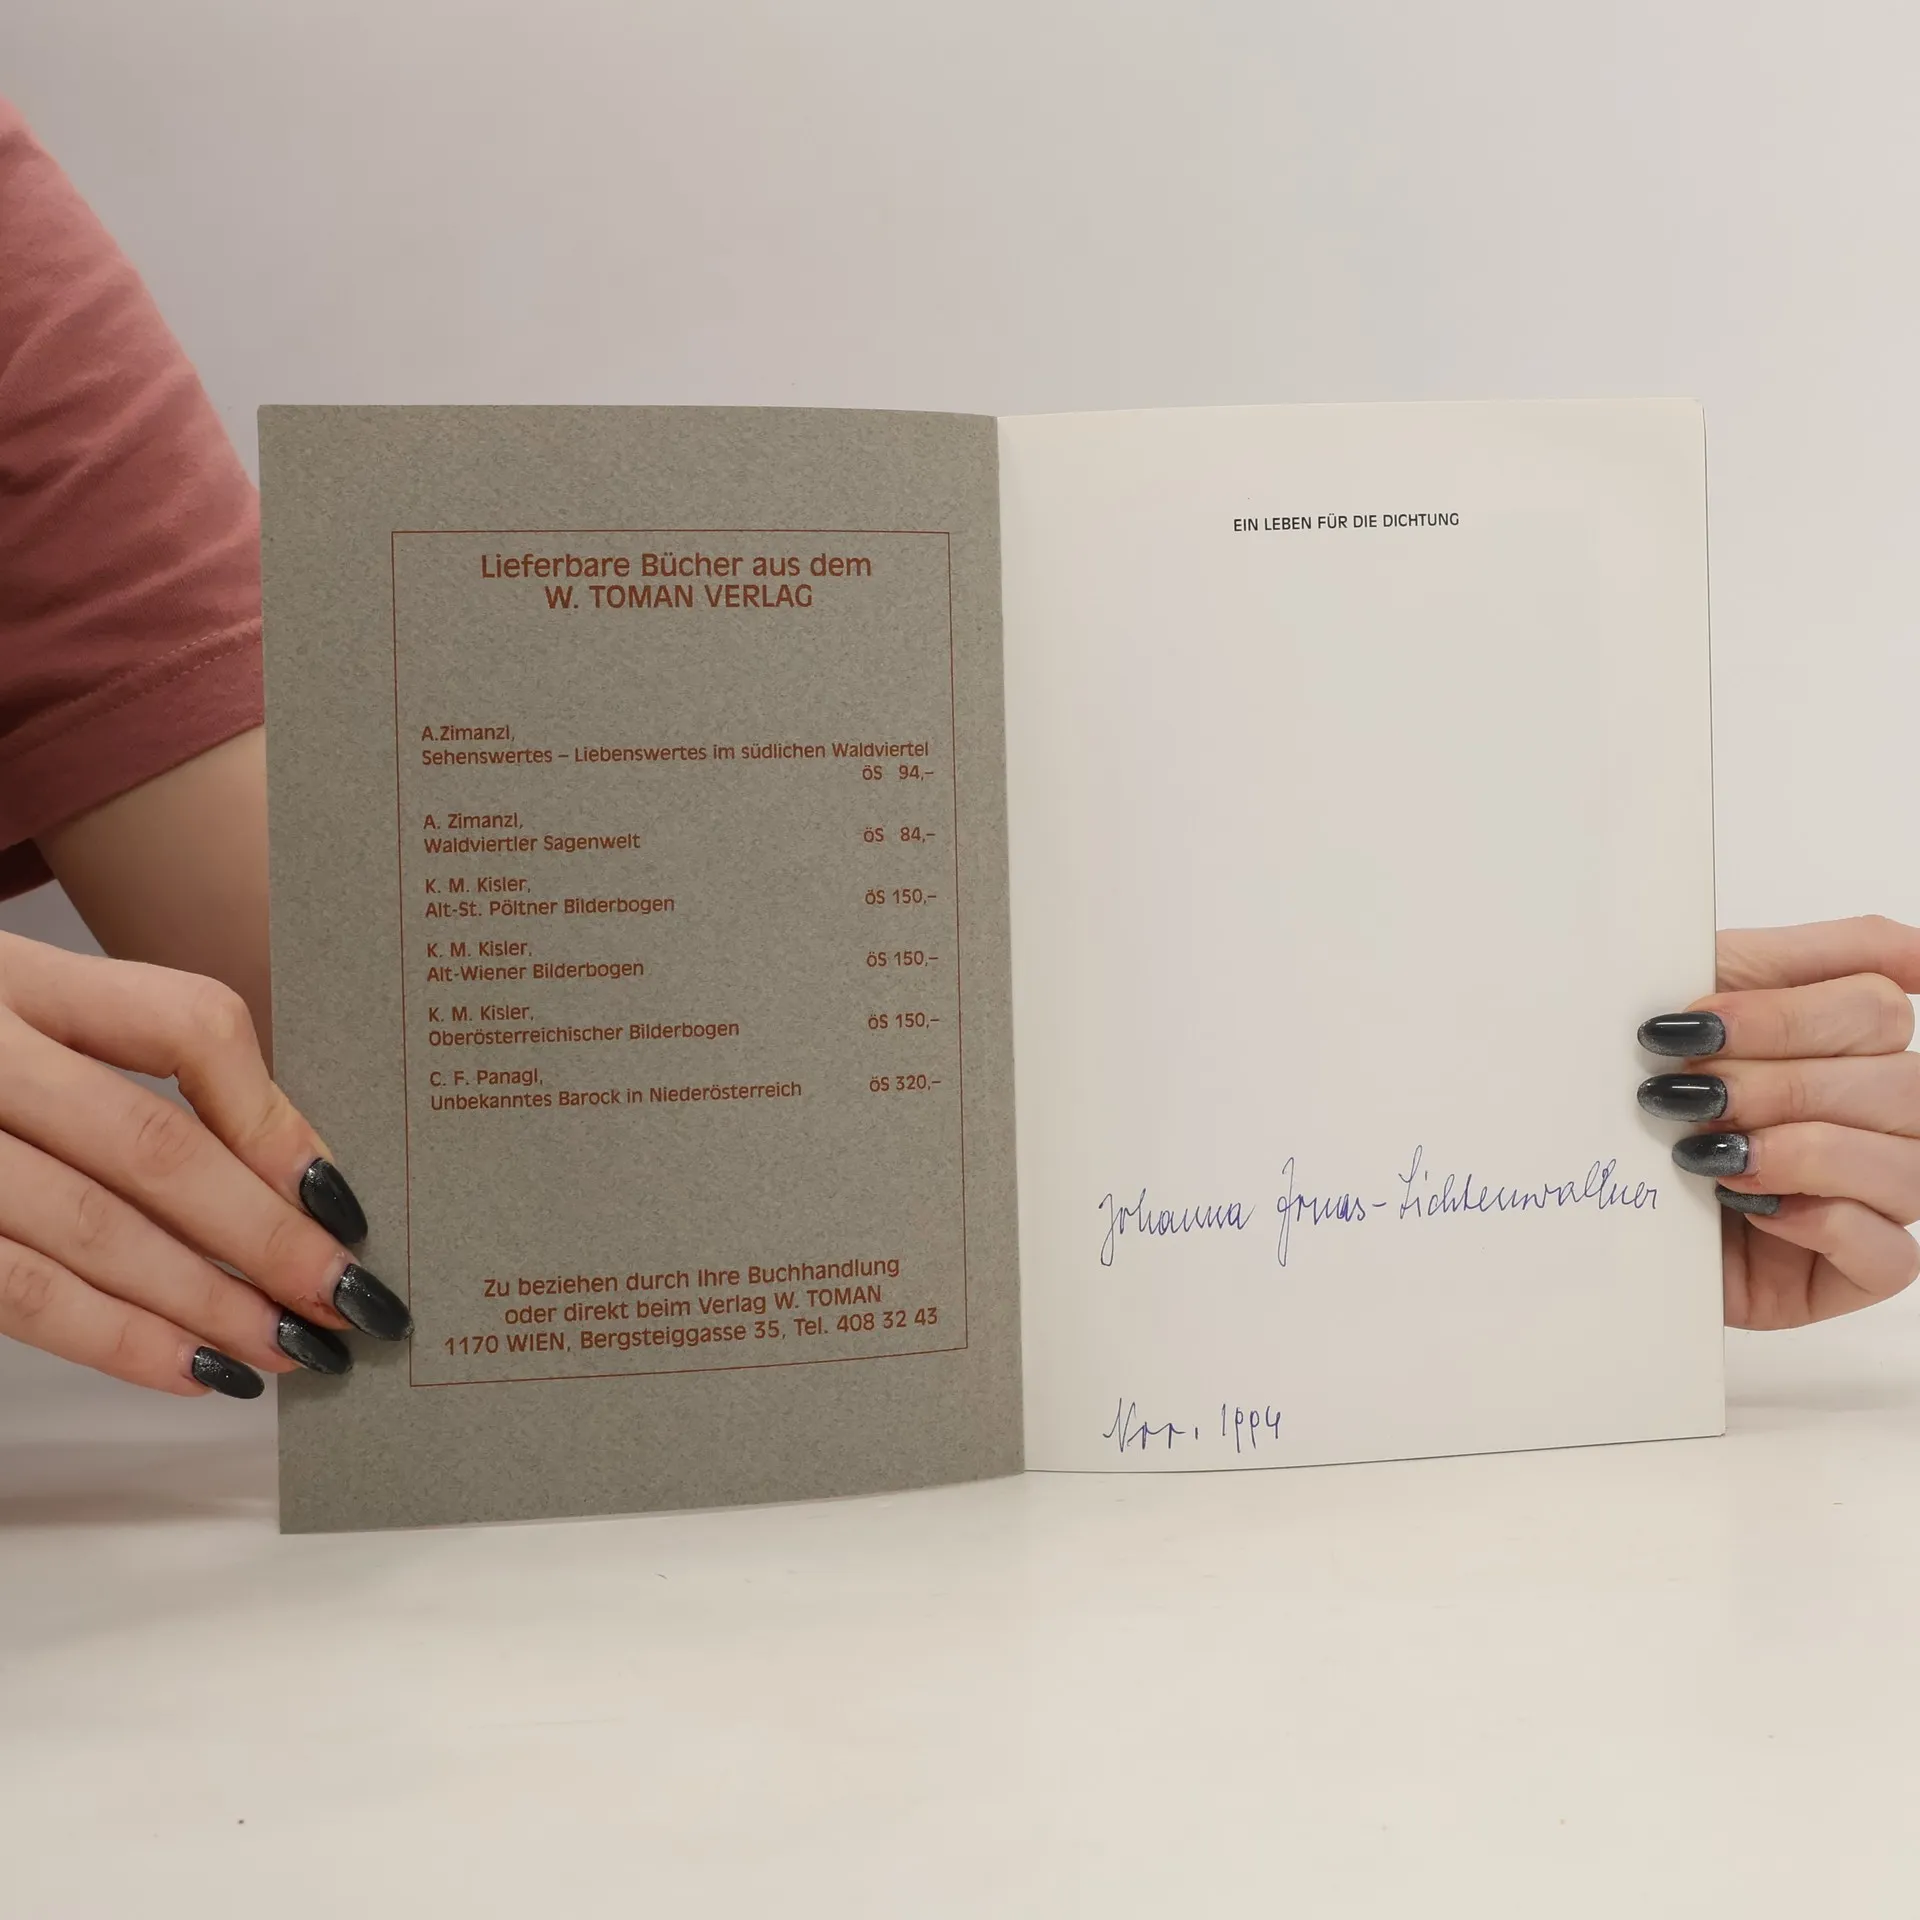 Lieferbare Bücher aus dem
W. TOMAN VERLAG
A.Zimanzl,
Sehenswertes – Liebenswertes im südlichen Waldviertel
öS 94,–
A. Zimanzl,
Waldviertler Sagenwelt öS 84,–
K. M. Kisler,
Alt-St. Pöltner Bilderbogen öS 150,–
K. M. Kisler,
Alt-Wiener Bilderbogen öS 150,–
K. M. Kisler,
Oberösterreichischer Bilderbogen öS 150,–
C. F. Panagl,
Unbekanntes Barock in Niederösterreich öS 320,–
Zu beziehen durch Ihre Buchhandlung
oder direkt beim Verlag W. TOMAN
1170 WIEN, Bergsteiggasse 35, Tel. 408 32 43
EIN LEBEN FÜR DIE DICHTUNG
Johanna Jonas-Lichtenwallner
Nov. 1994